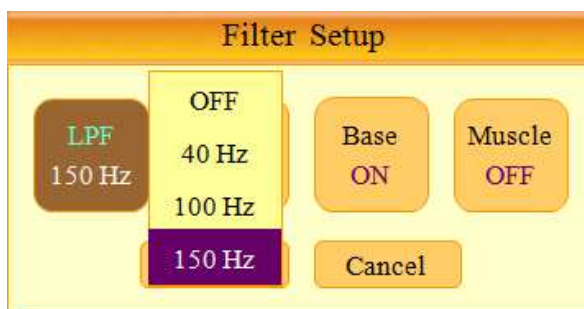 Filter Setup
LPF
150 Hz
OFF
40 Hz
100 Hz
150 Hz
Base
ON
Muscle
OFF
Cancel